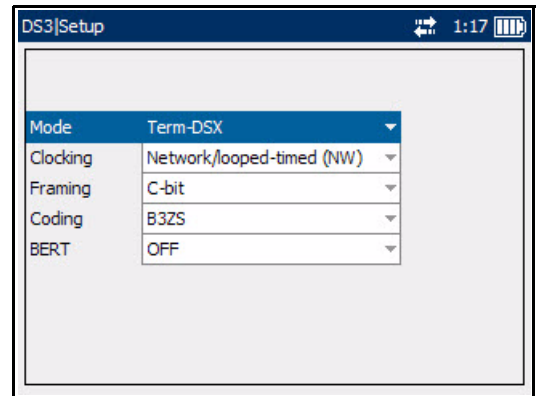 DS3|Setup 1:17
Mode Term-DSX
Clocking Network/looped-timed (NW)
Framing C-bit
Coding B3ZS
BERT OFF